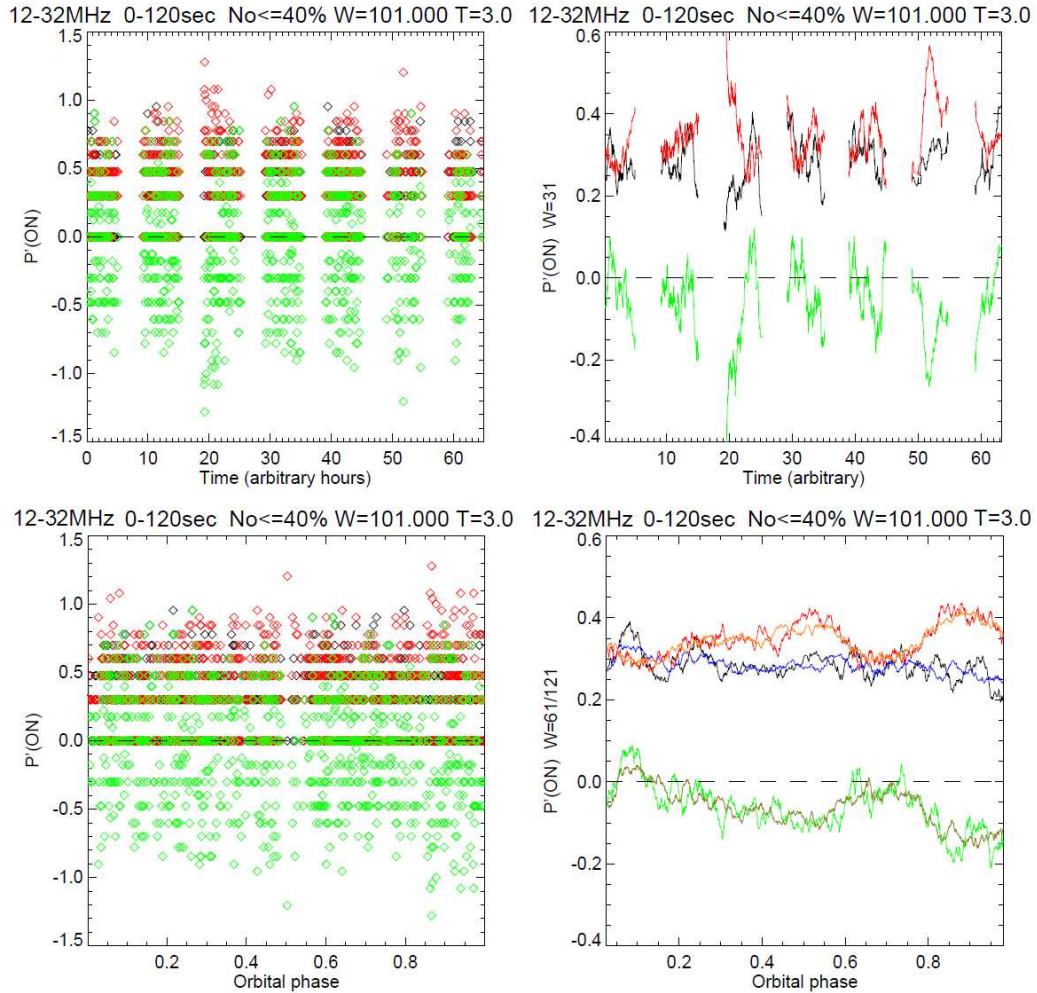 12-32MHz 0-120sec No<=40% W=101.000 T=3.0
1.5
1.0
0.5
0.0
-0.5
-1.0
-1.5
P'(ON)
0 10 20 30 40 50 60
Time (arbitrary hours)
12-32MHz 0-120sec No<=40% W=101.000 T=3.0
0.6
0.4
0.2
0.0
-0.2
-0.4
P'(ON) W=31
10 20 30 40 50 60
Time (arbitrary)
12-32MHz 0-120sec No<=40% W=101.000 T=3.0
1.5
1.0
0.5
0.0
-0.5
-1.0
-1.5
P'(ON)
0.2 0.4 0.6 0.8
Orbital phase
12-32MHz 0-120sec No<=40% W=101.000 T=3.0
0.6
0.4
0.2
0.0
-0.2
-0.4
P'(ON) W=61/121
0.2 0.4 0.6 0.8
Orbital phase